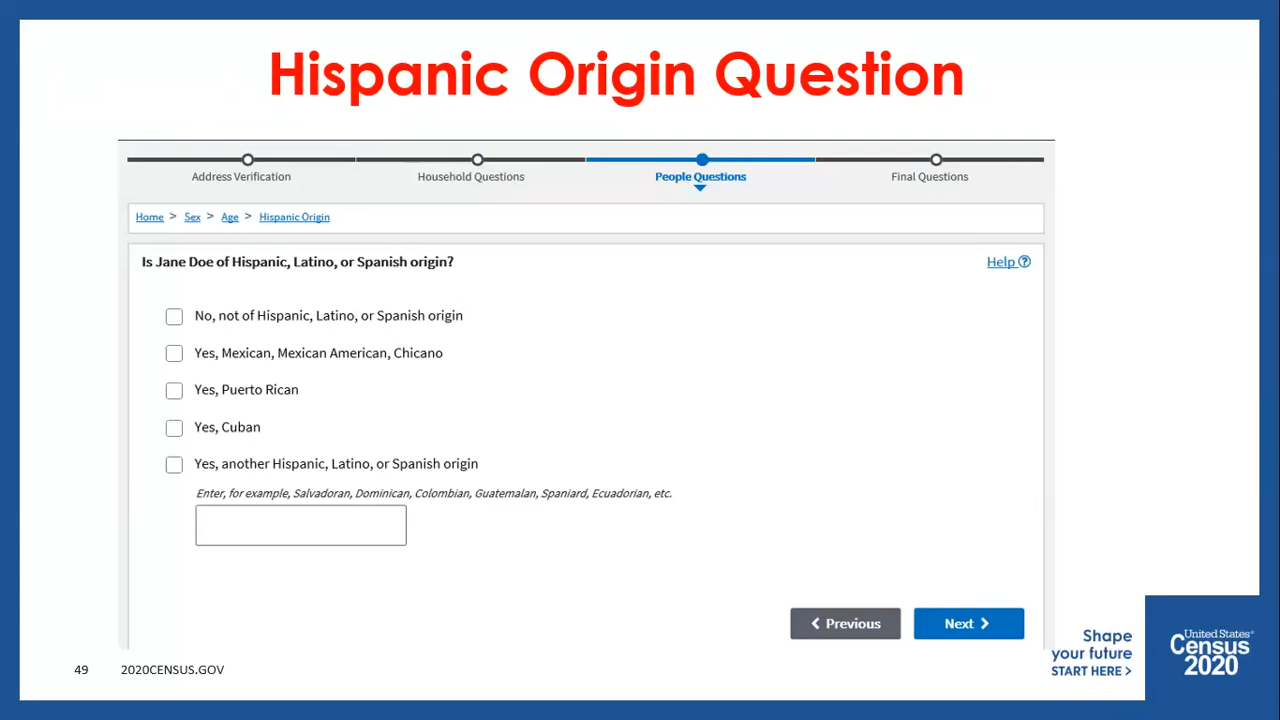 Hispanic Origin Question
Address Verification
Household Questions
People Questions
Final Questions
Home > Sex > Age > Hispanic Origin
Is Jane Doe of Hispanic, Latino, or Spanish origin?
Help ?
No, not of Hispanic, Latino, or Spanish origin
Yes, Mexican, Mexican American, Chicano
Yes, Puerto Rican
Yes, Cuban
Yes, another Hispanic, Latino, or Spanish origin
Enter, for example, Salvadoran, Dominican, Colombian, Guatemalan, Spaniard, Ecuadorian, etc.
Previous
Next
49
2020CENSUS.GOV
Shape
your future
START HERE >
United States®
Census
2020